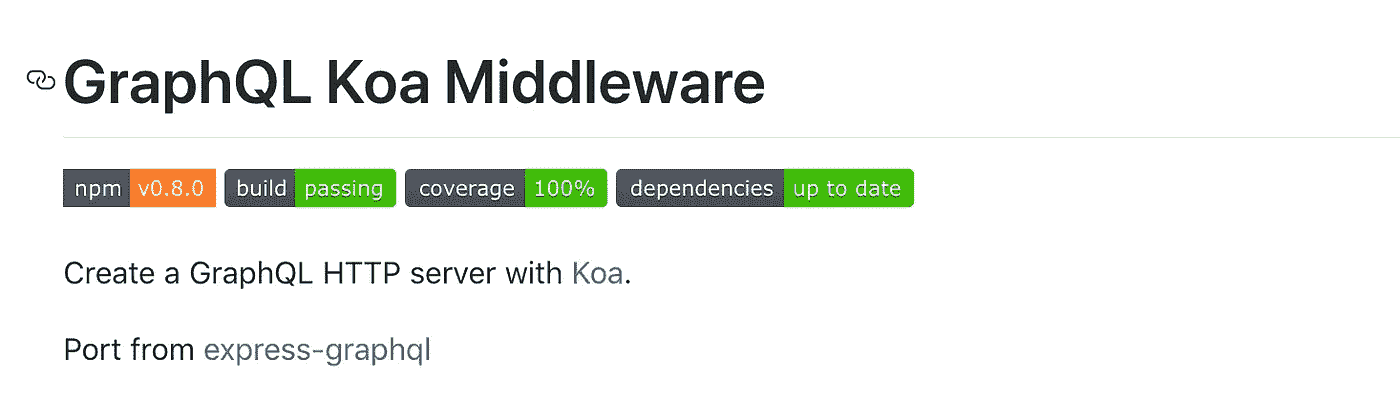 GraphQL Koa Middleware
npm v0.8.0 build passing coverage 100% dependencies up to date
Create a GraphQL HTTP server with Koa.
Port from express-graphql